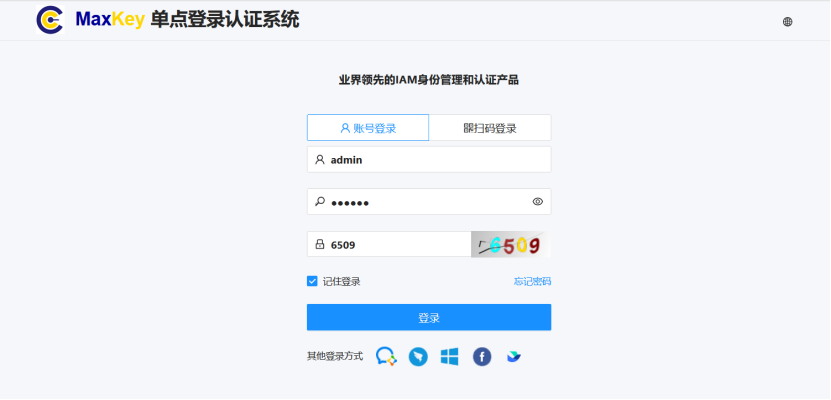 MaxKey 单点登录认证系统
业界领先的IAM身份管理和认证产品
账号登录 扫码登录
admin
••••••
6509 6509
记住登录 忘记密码
登录
其他登录方式